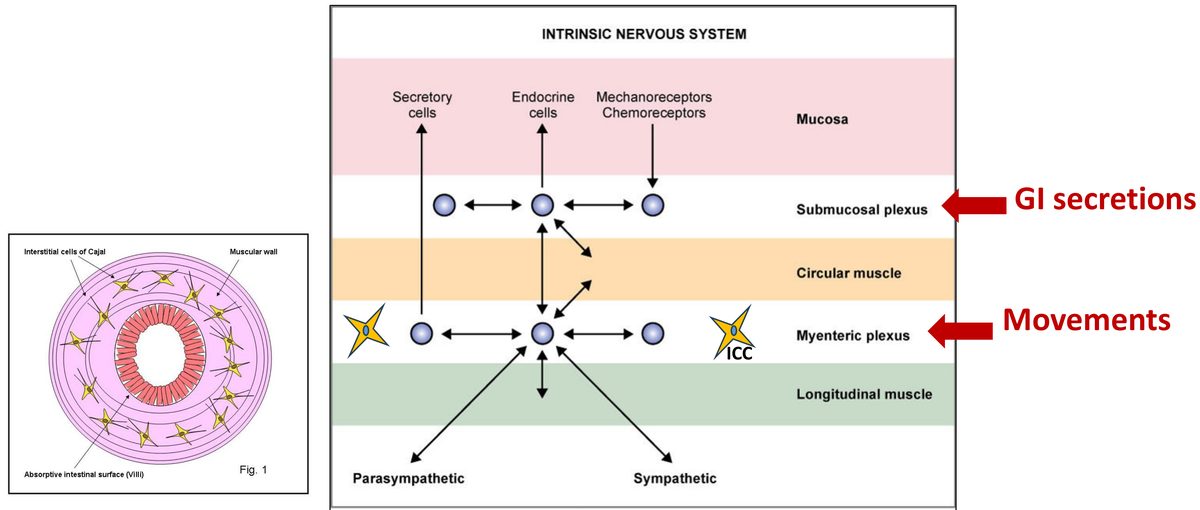 INTRINSIC NERVOUS SYSTEM
Secretory
cells
Endocrine
cells
Mechanoreceptors
Chemoreceptors
Mucosa
Submucosal plexus
GI secretions
Circular muscle
Myenteric plexus
Movements
ICC
Longitudinal muscle
Parasympathetic
Sympathetic
Interstitial cells of Cajal
Muscular wall
Absorptive intestinal surface (Villi)
Fig. 1